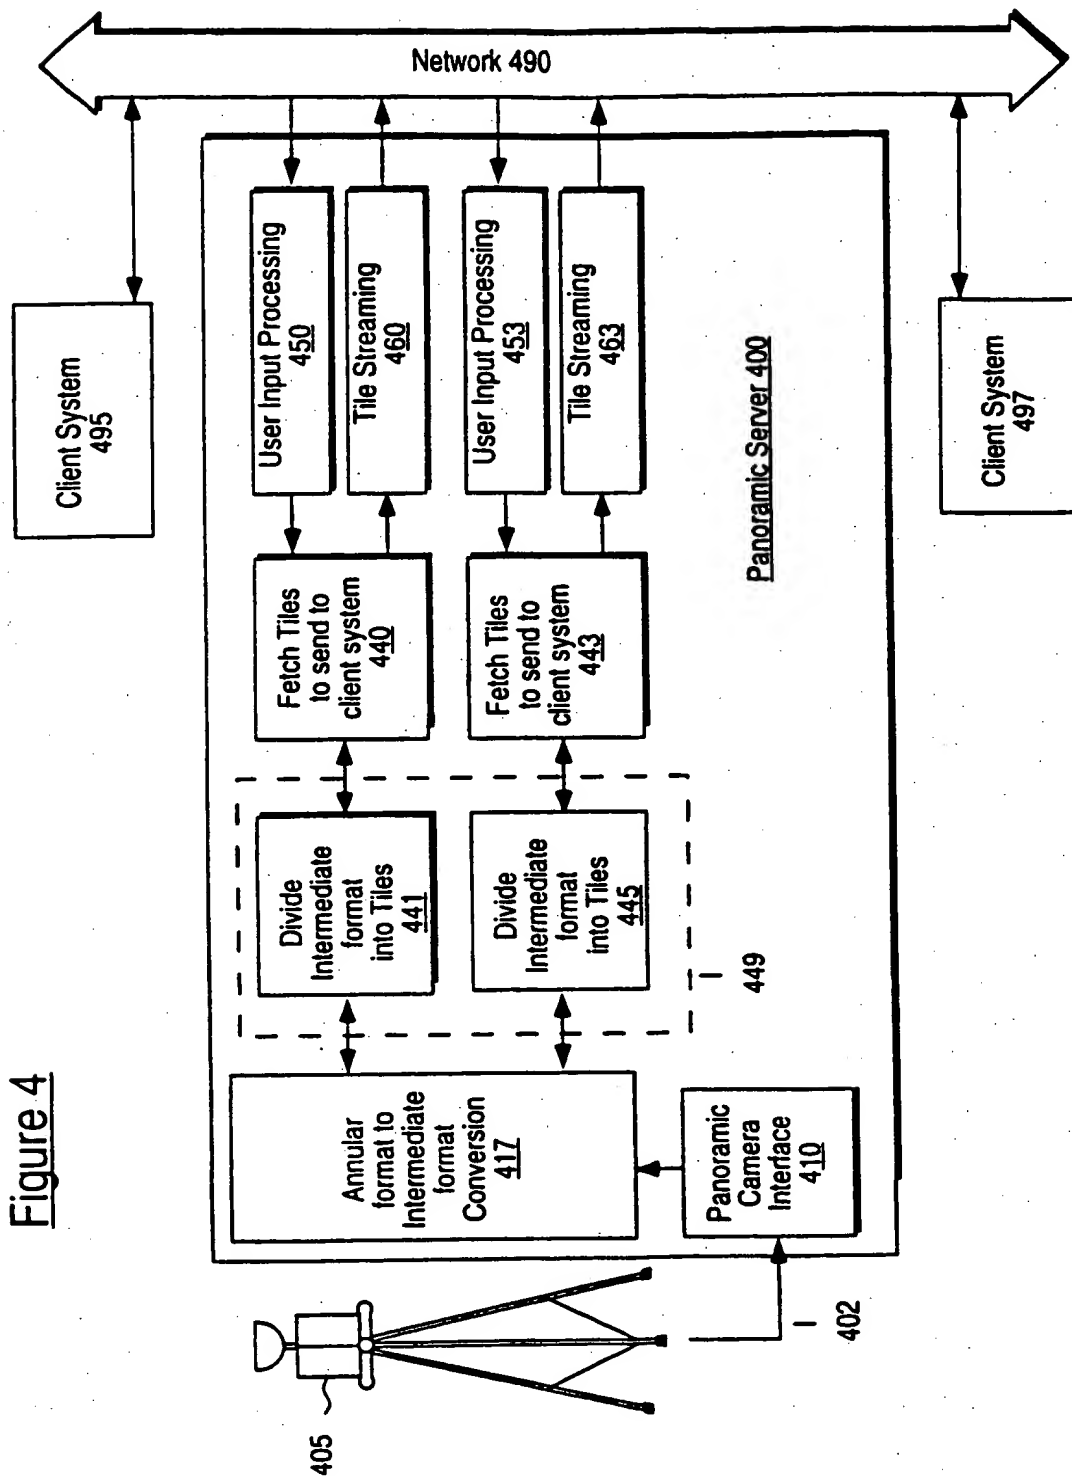 Figure 4
405
402
Panoramic
Camera
Interface
410
Annular
format to
Intermediate
format
Conversion
417
Divide
Intermediate
format
into Tiles
441
Divide
Intermediate
format
into Tiles
445
449
Fetch Tiles
to send to
client system
440
Fetch Tiles
to send to
client system
443
User Input Processing
450
Tile Streaming
460
User Input Processing
453
Tile Streaming
463
Panoramic Server 400
Client System
495
Client System
497
Network 490